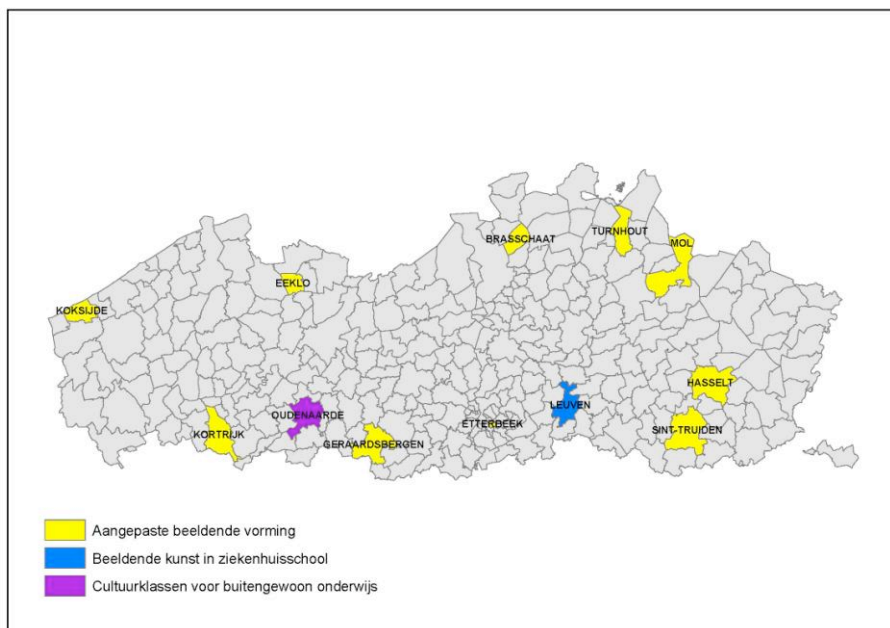 BRASSCHAAT
TURNHOUT
MOL
EEKLO
KOKSIJDE
HASSELT
OUDENAARDE
LEUVEN
KORTRIJK
GERAARDSBERGEN
ETTERBEEK
SINT-TRUIDEN
Aangepaste beeldende vorming
Beeldende kunst in ziekenhuisschool
Cultuurklassen voor buitengewoon onderwijs